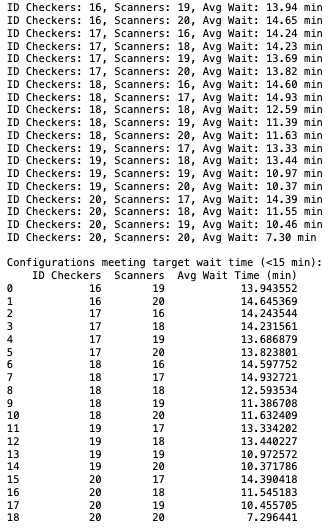 ID Checkers: 16, Scanners: 19, Avg Wait: 13.94 min
ID Checkers: 16, Scanners: 20, Avg Wait: 14.65 min
ID Checkers: 17, Scanners: 16, Avg Wait: 14.24 min
ID Checkers: 17, Scanners: 18, Avg Wait: 14.23 min
ID Checkers: 17, Scanners: 19, Avg Wait: 13.69 min
ID Checkers: 17, Scanners: 20, Avg Wait: 13.82 min
ID Checkers: 18, Scanners: 16, Avg Wait: 14.60 min
ID Checkers: 18, Scanners: 17, Avg Wait: 14.93 min
ID Checkers: 18, Scanners: 18, Avg Wait: 12.59 min
ID Checkers: 18, Scanners: 19, Avg Wait: 11.39 min
ID Checkers: 18, Scanners: 20, Avg Wait: 11.63 min
ID Checkers: 19, Scanners: 17, Avg Wait: 13.33 min
ID Checkers: 19, Scanners: 18, Avg Wait: 13.44 min
ID Checkers: 19, Scanners: 19, Avg Wait: 10.97 min
ID Checkers: 19, Scanners: 20, Avg Wait: 10.37 min
ID Checkers: 20, Scanners: 17, Avg Wait: 14.39 min
ID Checkers: 20, Scanners: 18, Avg Wait: 11.55 min
ID Checkers: 20, Scanners: 19, Avg Wait: 10.46 min
ID Checkers: 20, Scanners: 20, Avg Wait: 7.30 min
Configurations meeting target wait time (<15 min):
ID Checkers Scanners Avg Wait Time (min)
0 16 19 13.943552
1 16 20 14.645369
2 17 16 14.243544
3 17 18 14.231561
4 17 19 13.686879
5 17 20 13.823801
6 18 16 14.597752
7 18 17 14.932721
8 18 18 12.593534
9 18 19 11.386708
10 18 20 11.632409
11 19 17 13.334202
12 19 18 13.440227
13 19 19 10.972572
14 19 20 10.371786
15 20 17 14.390418
16 20 18 11.545183
17 20 19 10.455705
18 20 20 7.296441